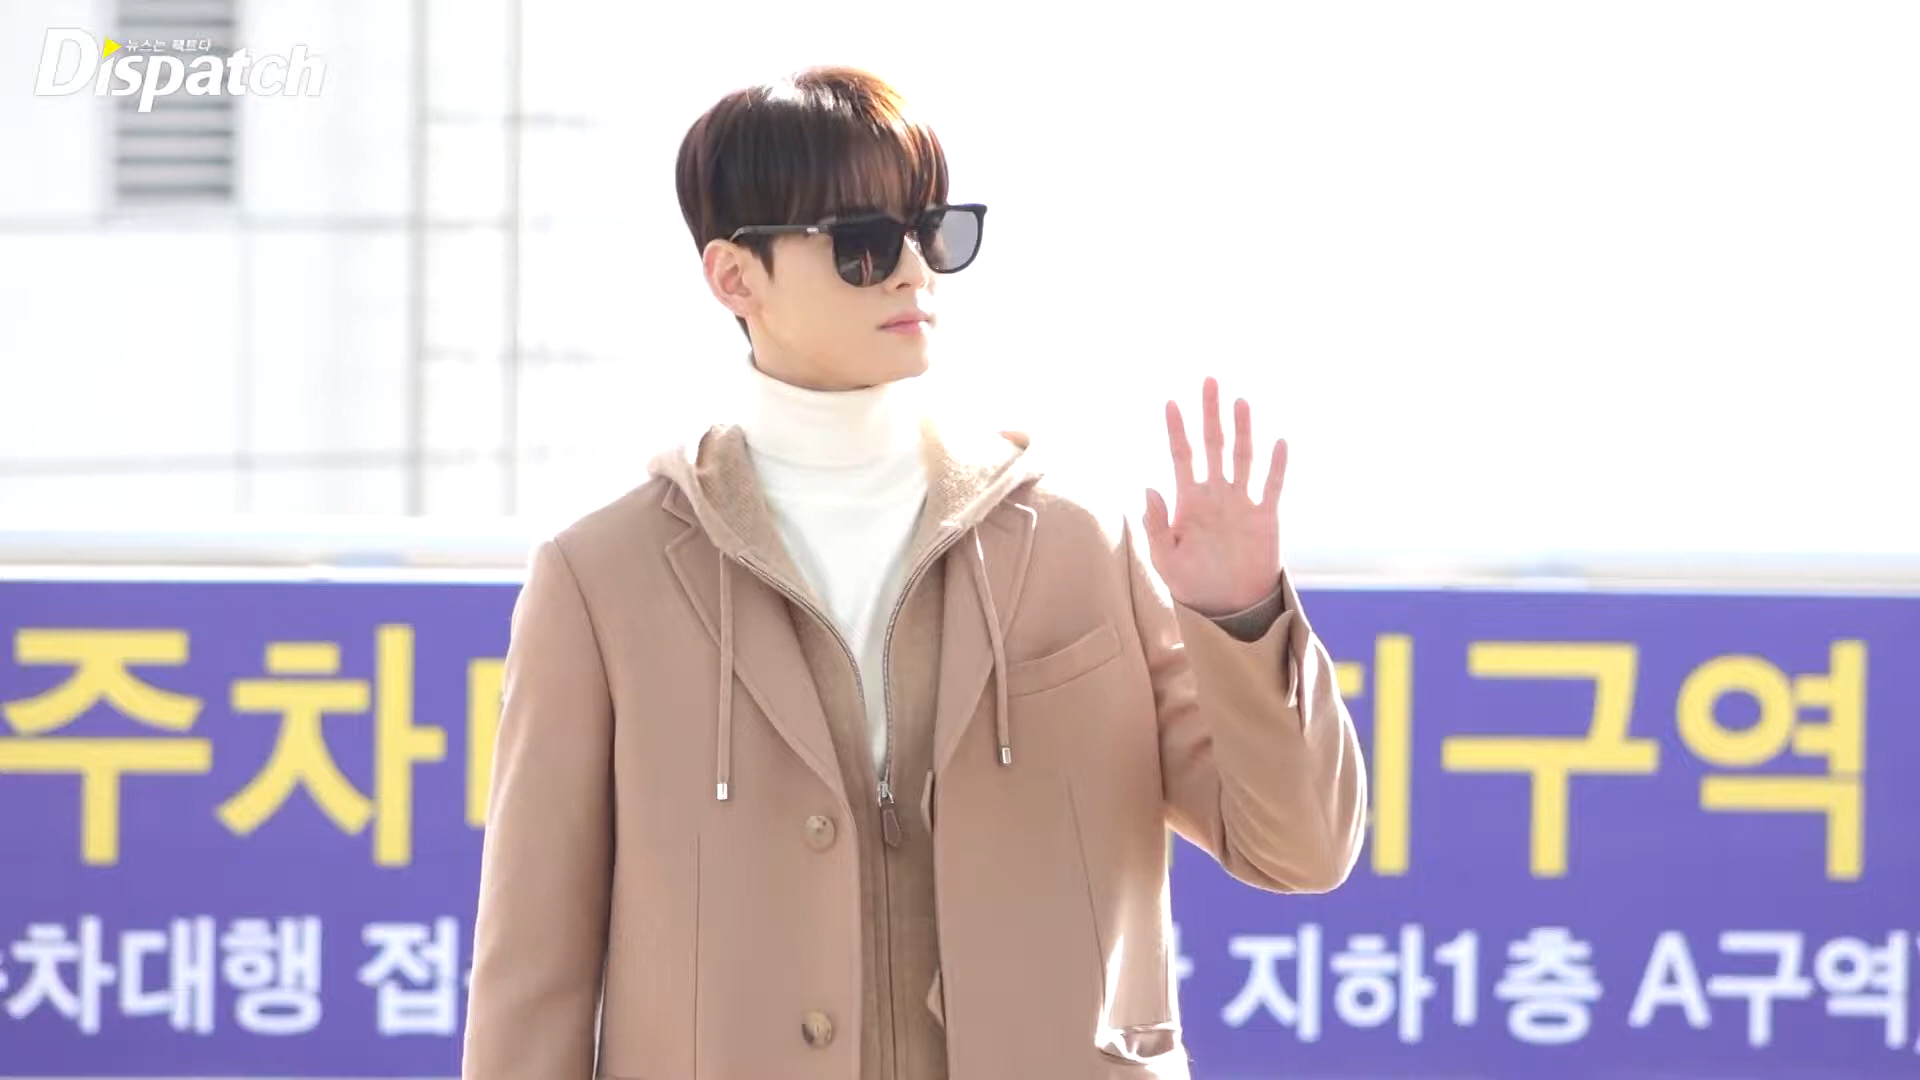 뉴스는 팩트다
Dispatch
주차 구역
주차대행 접 지하1층 A구역